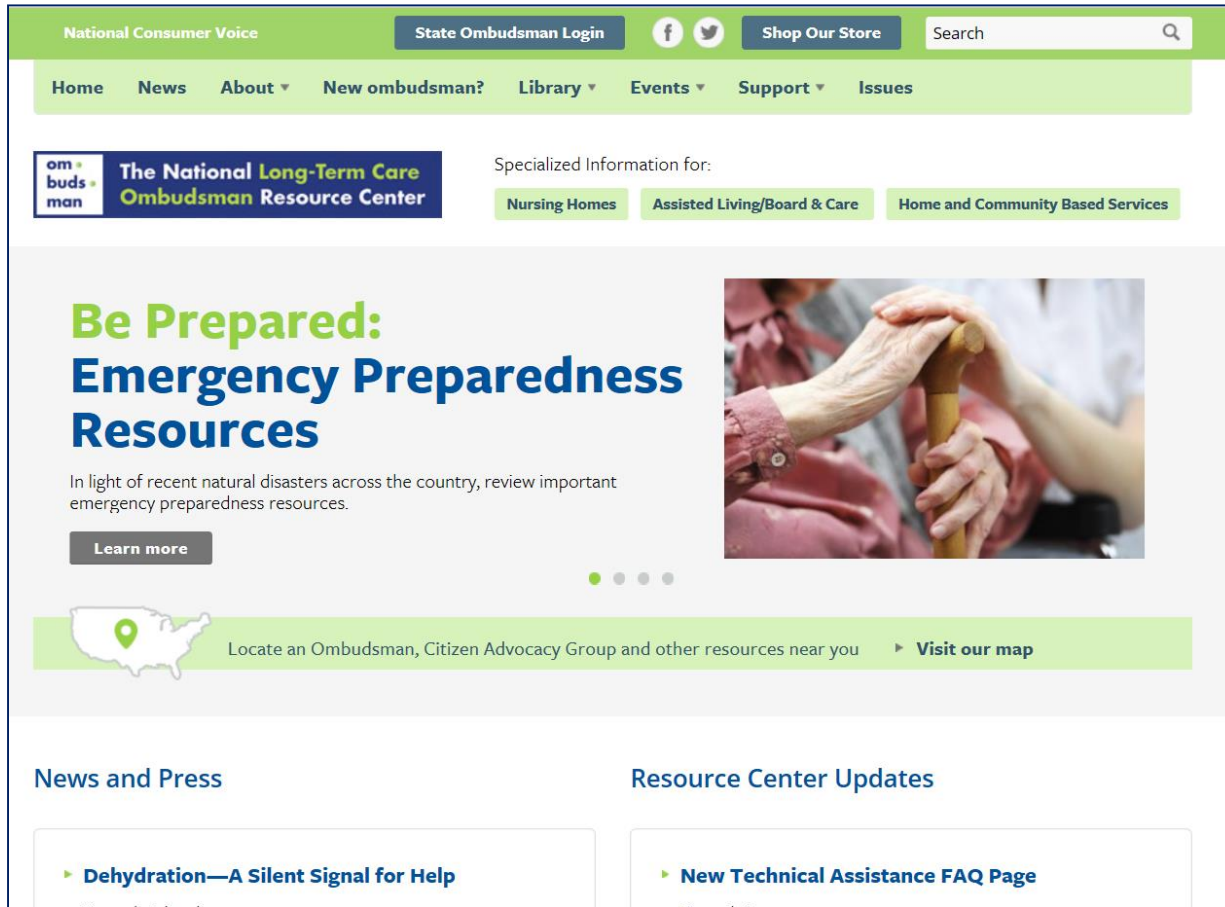 National Consumer Voice
State Ombudsman Login
f
Shop Our Store
Search
Home News About New ombudsman? Library Events Support Issues
om
buds
man
The National Long-Term Care
Ombudsman Resource Center
Specialized Information for:
Nursing Homes Assisted Living/Board & Care Home and Community Based Services
Be Prepared:
Emergency Preparedness
Resources
In light of recent natural disasters across the country, review important
emergency preparedness resources.
Learn more
Locate an Ombudsman, Citizen Advocacy Group and other resources near you Visit our map
News and Press
Resource Center Updates
Dehydration—A Silent Signal for Help
New Technical Assistance FAQ Page